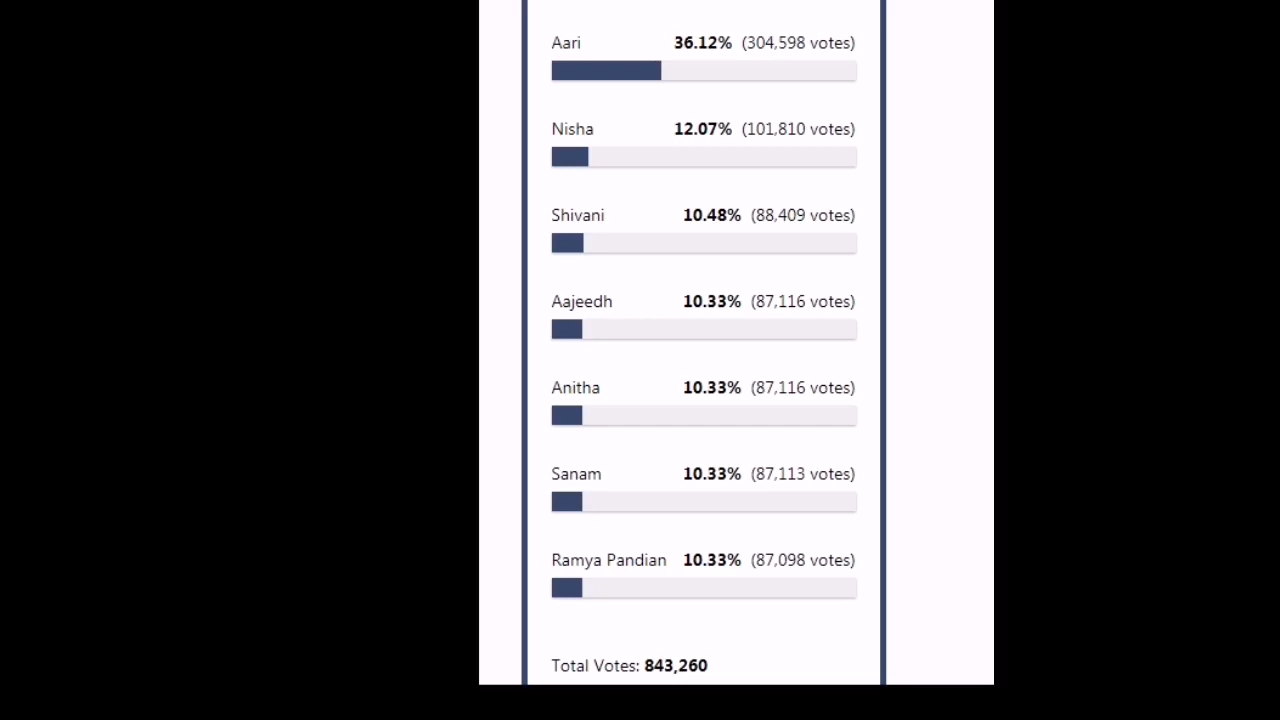 Aari 36.12% (304,598 votes)
Nisha 12.07% (101,810 votes)
Shivani 10.48% (88,409 votes)
Aajeedh 10.33% (87,116 votes)
Anitha 10.33% (87,116 votes)
Sanam 10.33% (87,113 votes)
Ramya Pandian 10.33% (87,098 votes)
Total Votes: 843,260